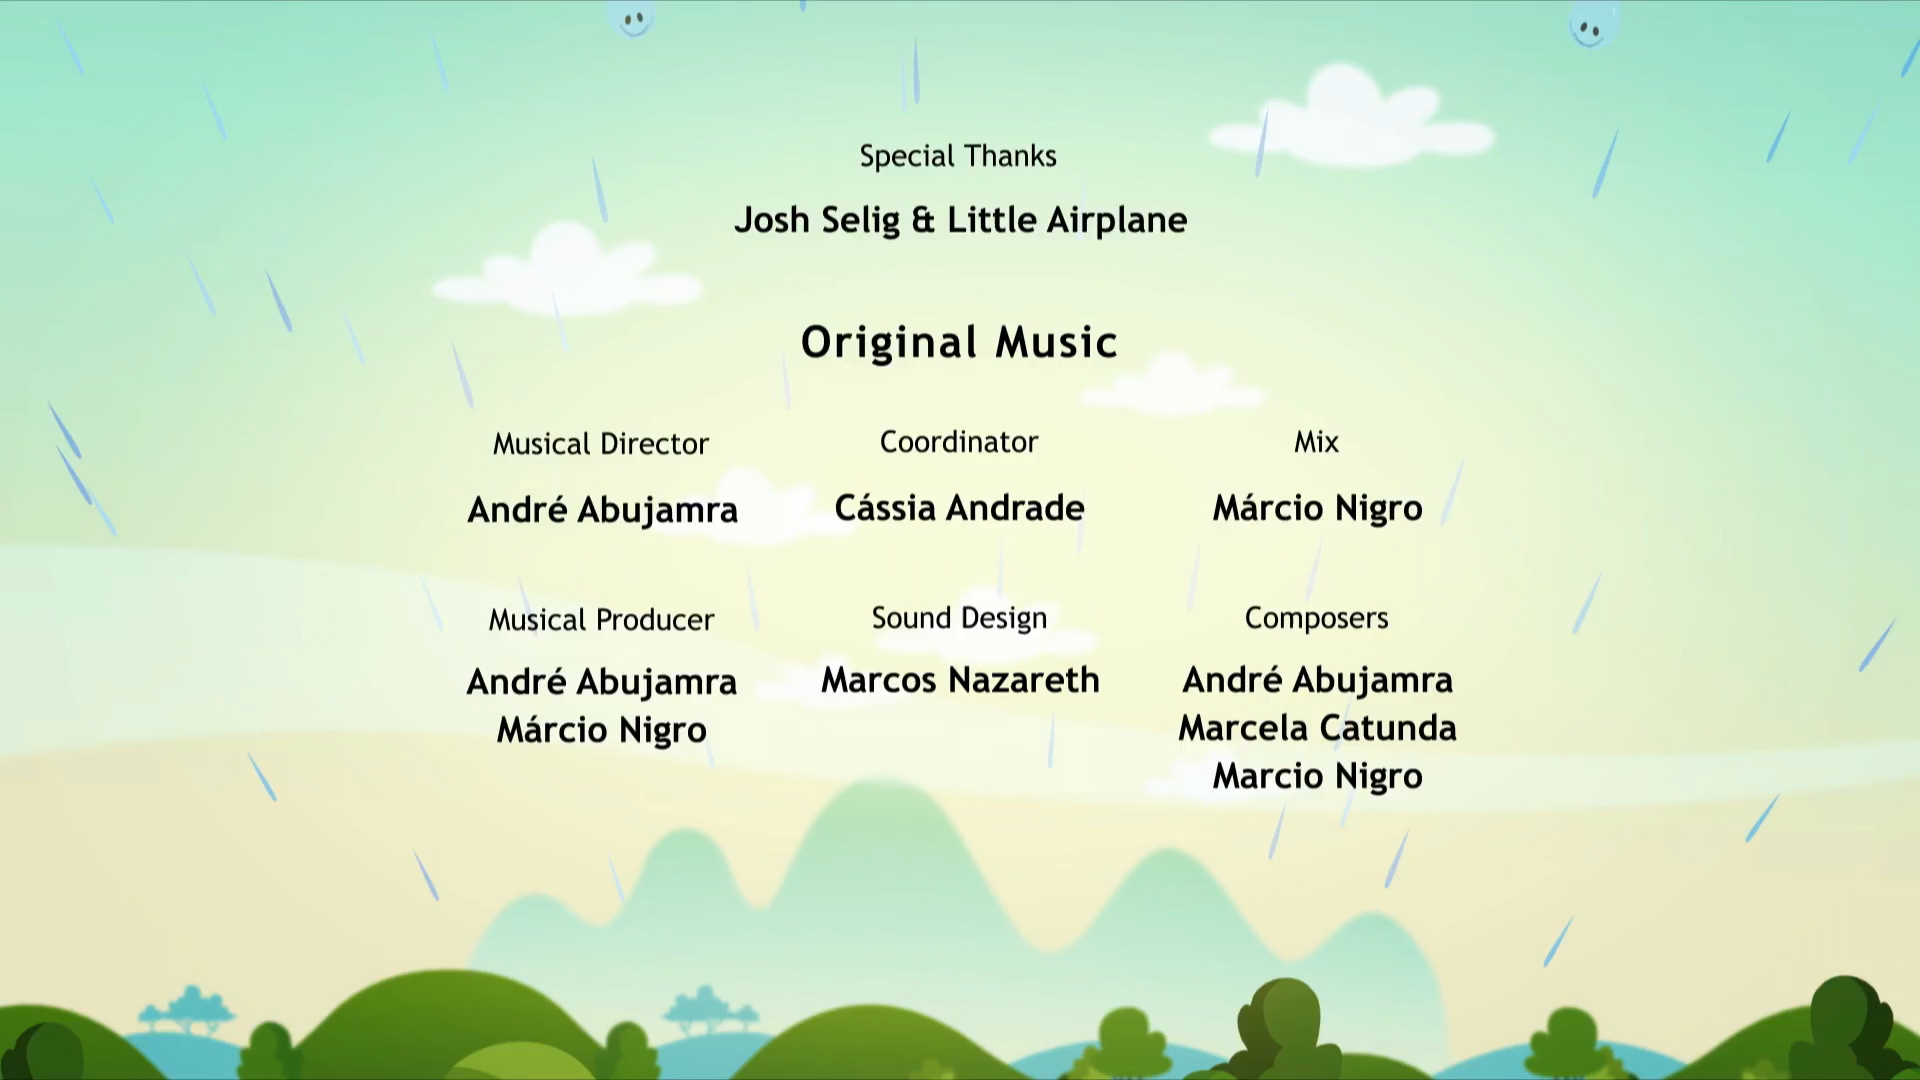 Special Thanks
Josh Selig & Little Airplane
Original Music
Musical Director
André Abujamra
Coordinator
Cássia Andrade
Mix
Márcio Nigro
Musical Producer
André Abujamra
Márcio Nigro
Sound Design
Marcos Nazareth
Composers
André Abujamra
Marcela Catunda
Marcio Nigro